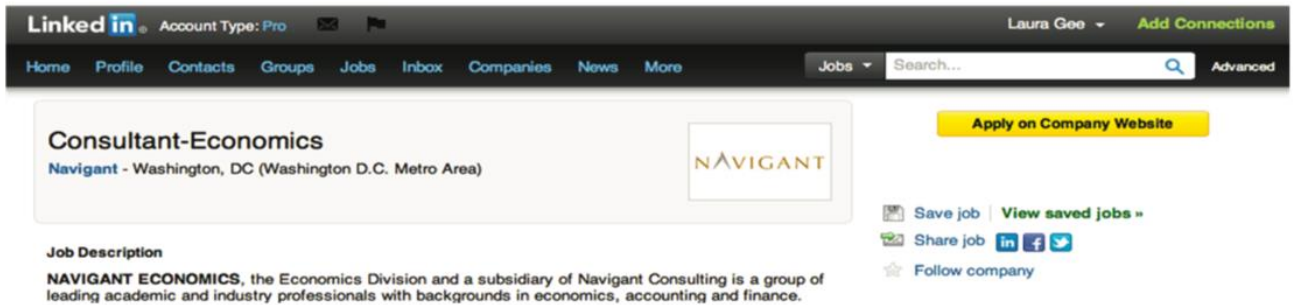 Linked in ® Account Type: Pro Laura Gee Add Connections
Home Profile Contacts Groups Jobs Inbox Companies News More Jobs Search... Advanced
Consultant-Economics
Navigant - Washington, DC (Washington D.C. Metro Area)
NAVIGANT
Apply on Company Website
Save job | View saved jobs »
Share job in f
Follow company
Job Description
NAVIGANT ECONOMICS, the Economics Division and a subsidiary of Navigant Consulting is a group of
leading academic and industry professionals with backgrounds in economics, accounting and finance.